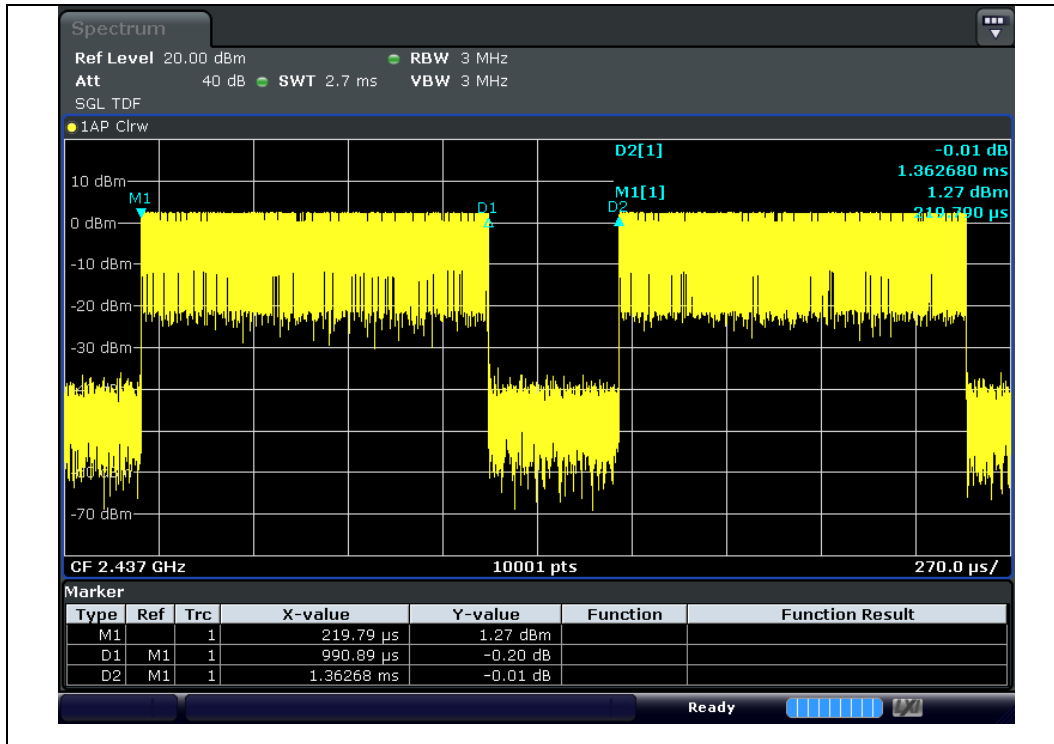 Spectrum
Ref Level 20.00 dBm RBW 3 MHz
Att 40 dB SWT 2.7 ms VBW 3 MHz
SGL TDF
1AP Clrw
D2[1] -0.01 dB
1.362680 ms
M1[1] 1.27 dBm
219.790 µs
10 dBm
M1
D1
D2
0 dBm
-10 dBm
-20 dBm
-30 dBm
-70 dBm
CF 2.437 GHz 10001 pts 270.0 µs/
Marker
Type Ref Trc X-value Y-value Function Function Result
M1 1 219.79 µs 1.27 dBm
D1 M1 1 990.89 µs -0.20 dB
D2 M1 1 1.36268 ms -0.01 dB
Ready